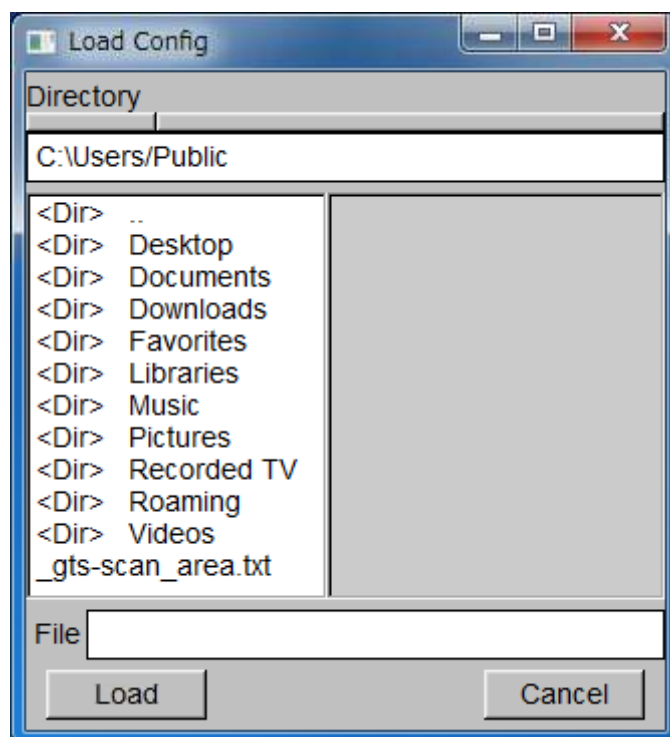 Load Config
Directory
C:\Users/Public
<Dir> ..
<Dir> Desktop
<Dir> Documents
<Dir> Downloads
<Dir> Favorites
<Dir> Libraries
<Dir> Music
<Dir> Pictures
<Dir> Recorded TV
<Dir> Roaming
<Dir> Videos
_gts-scan_area.txt
File
Load Cancel